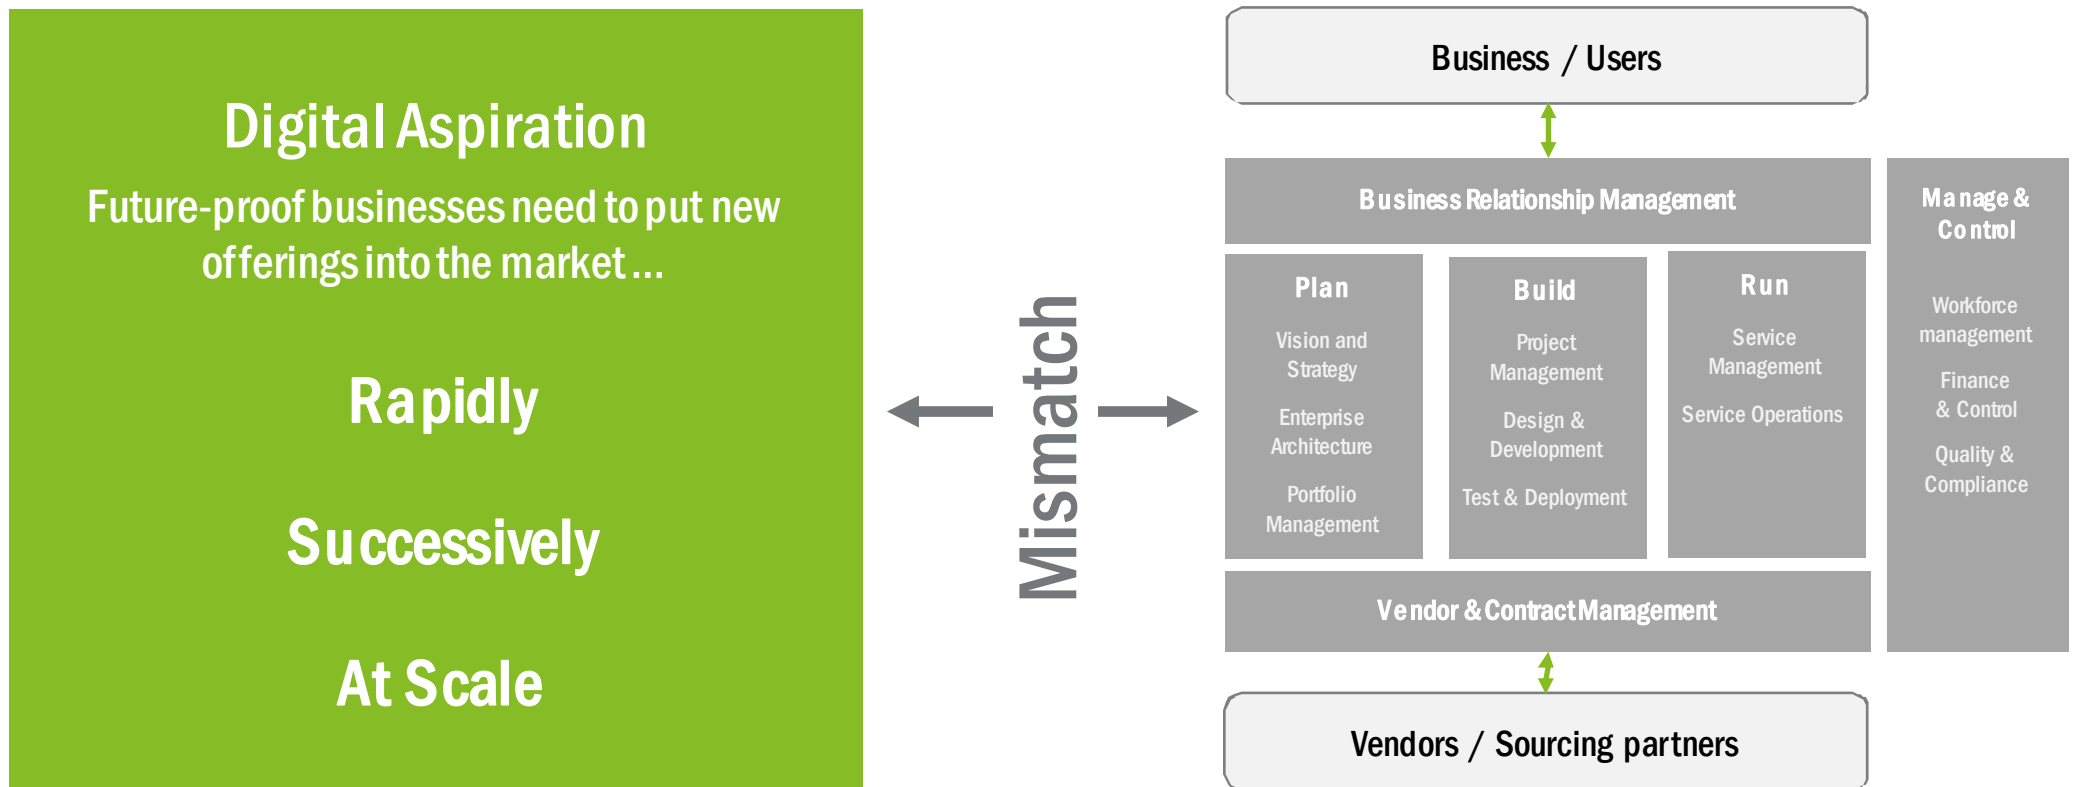 Digital Aspiration
Future-proof businesses need to put new
offerings into the market ...
Rapidly
Successively
At Scale
Mismatch
Business / Users
Business Relationship Management
Plan
Vision and
Strategy
Enterprise
Architecture
Portfolio
Management
Build
Project
Management
Design &
Development
Test & Deployment
Run
Service
Management
Service Operations
Vendor & Contract Management
Vendors / Sourcing partners
Manage &
Control
Workforce
management
Finance
& Control
Quality &
Compliance